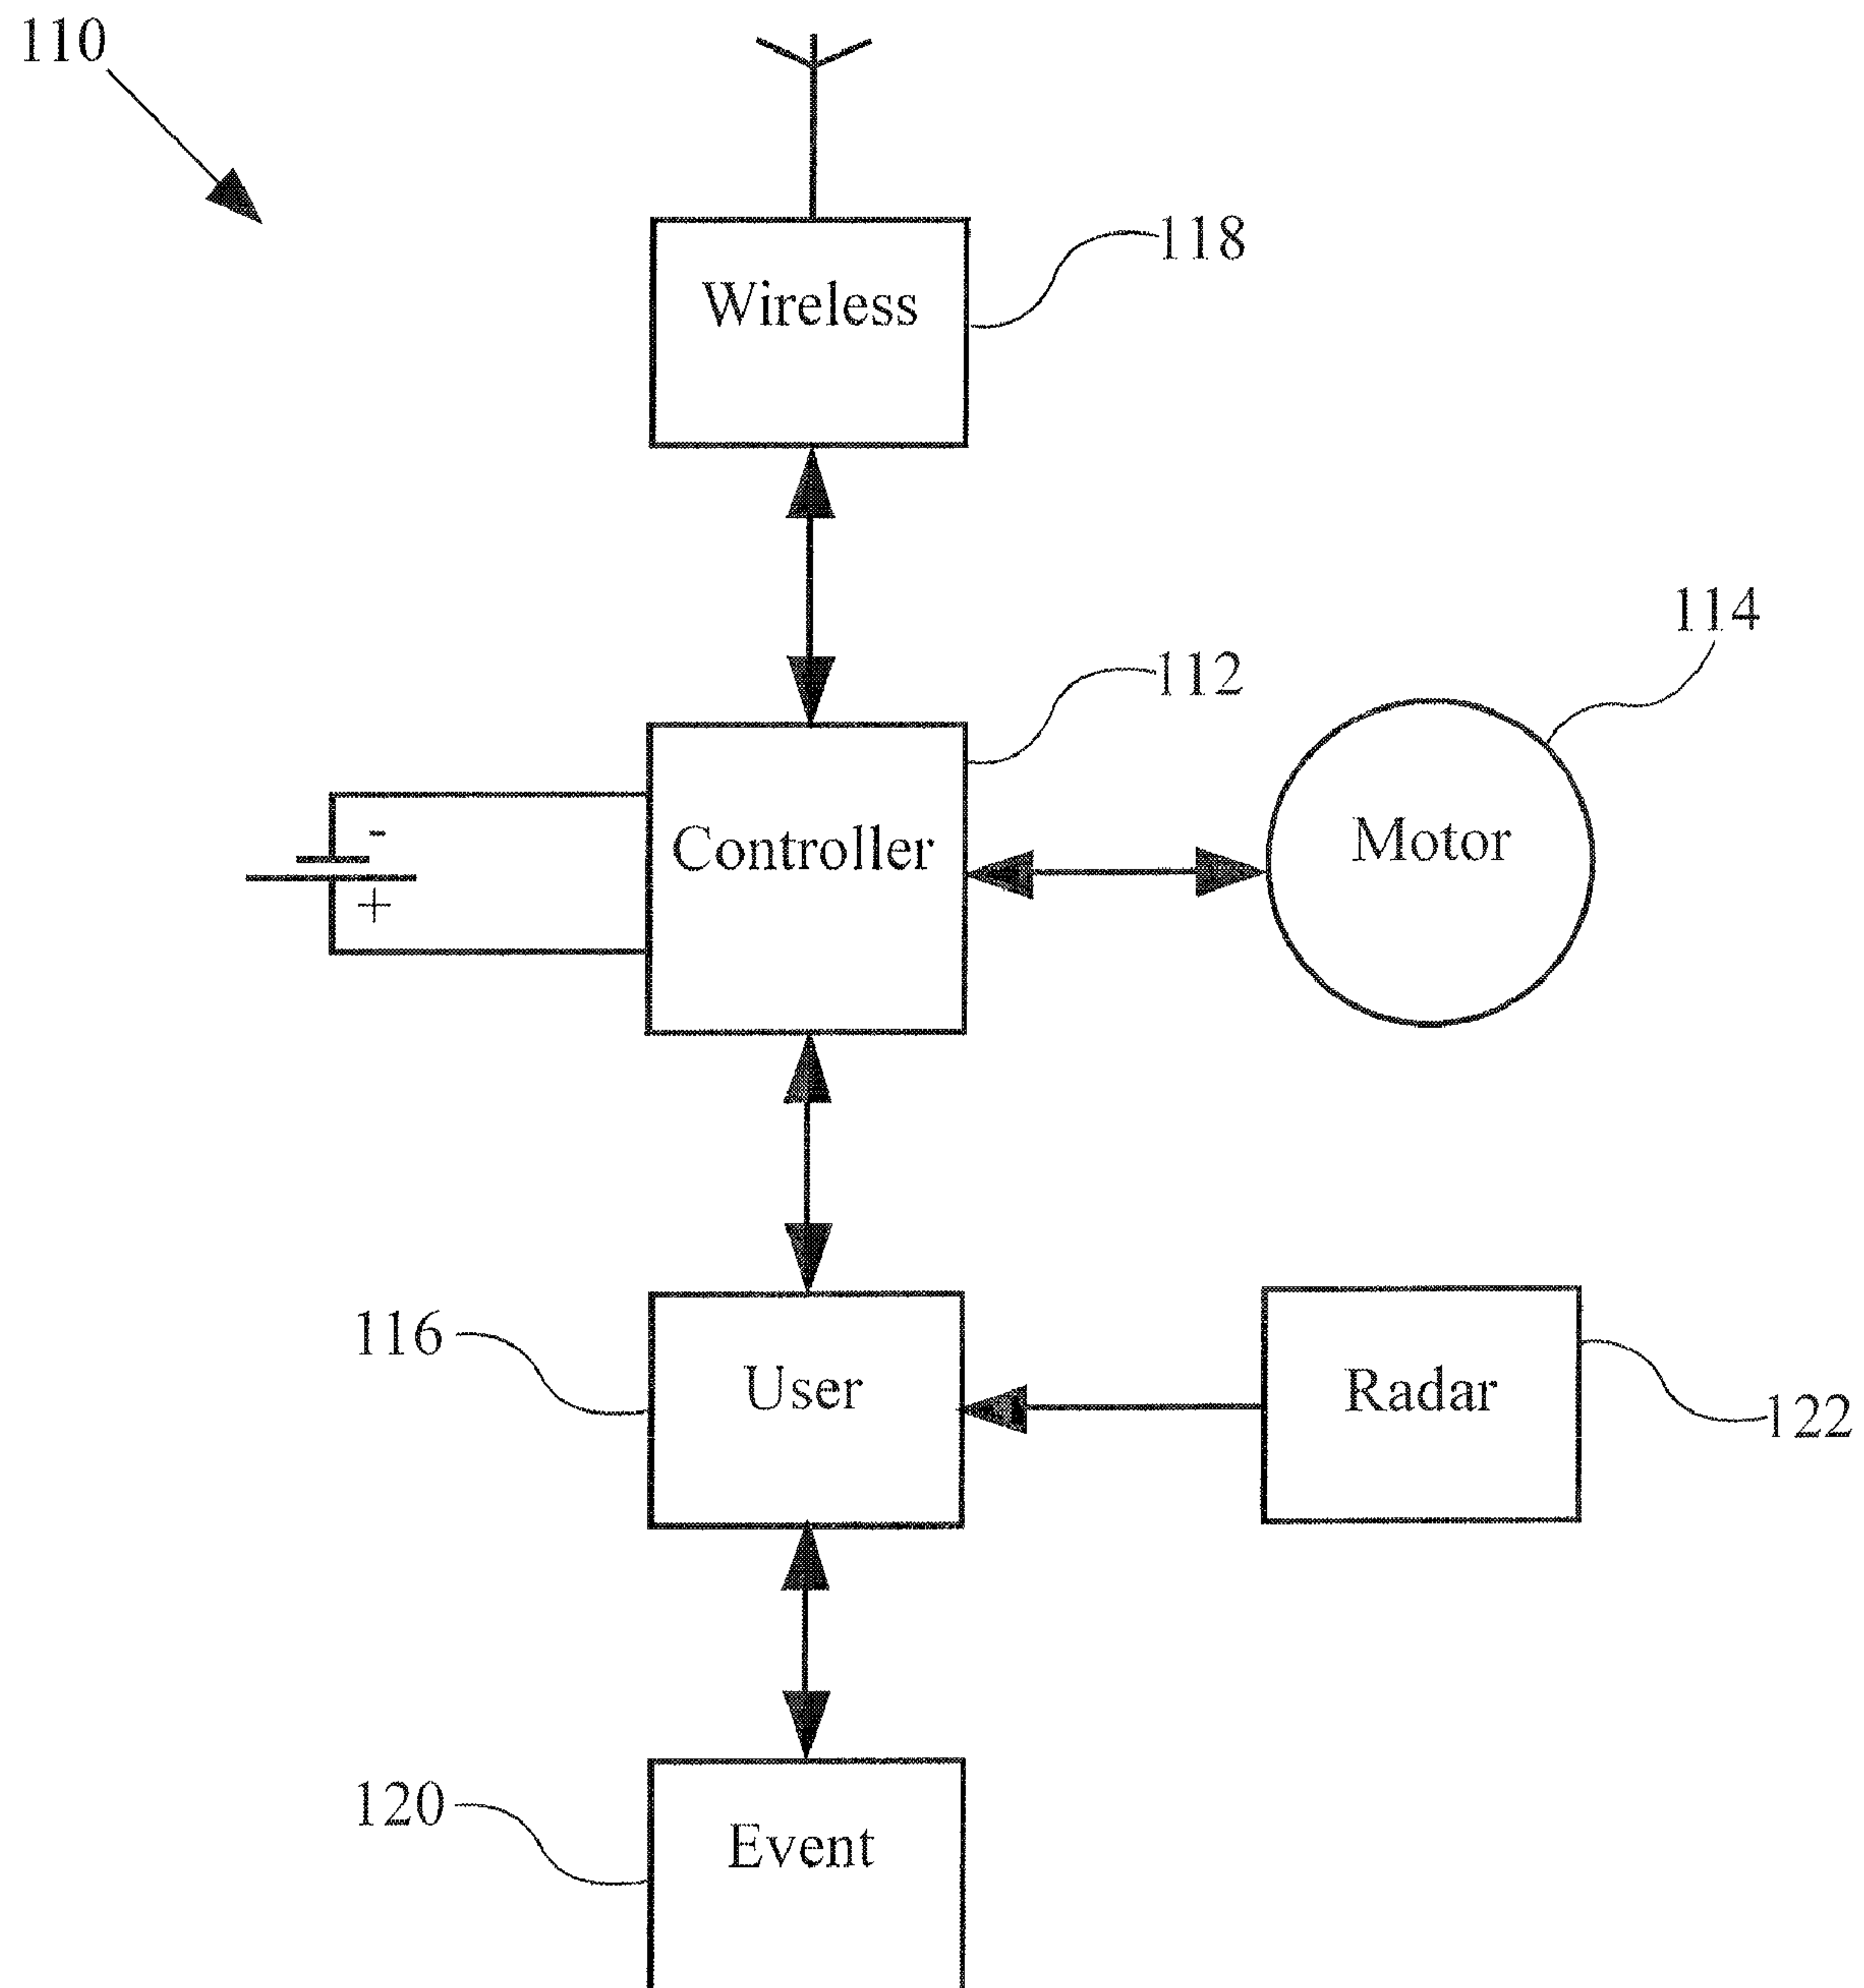 110
118
Wireless
114
112
-
Controller
Motor
+
116
User
Radar
122
120
Event